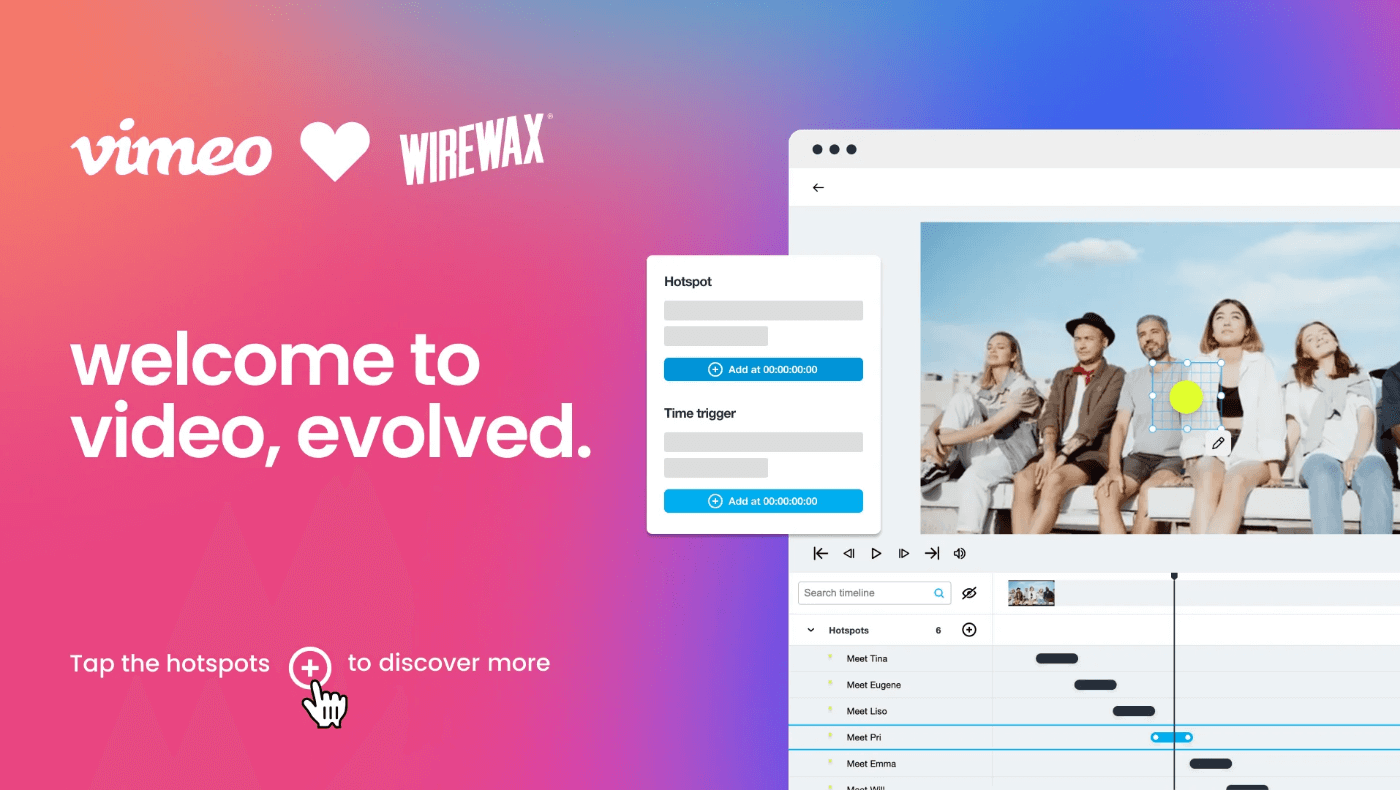 vimeo WIREWAX®
welcome to
video, evolved.
Tap the hotspots to discover more
Hotspot
Add at 00:00:00:00
Time trigger
Add at 00:00:00:00
Search timeline
Hotspots 6
Meet Tina
Meet Eugene
Meet Liso
Meet Pri
Meet Emma
Meet Will